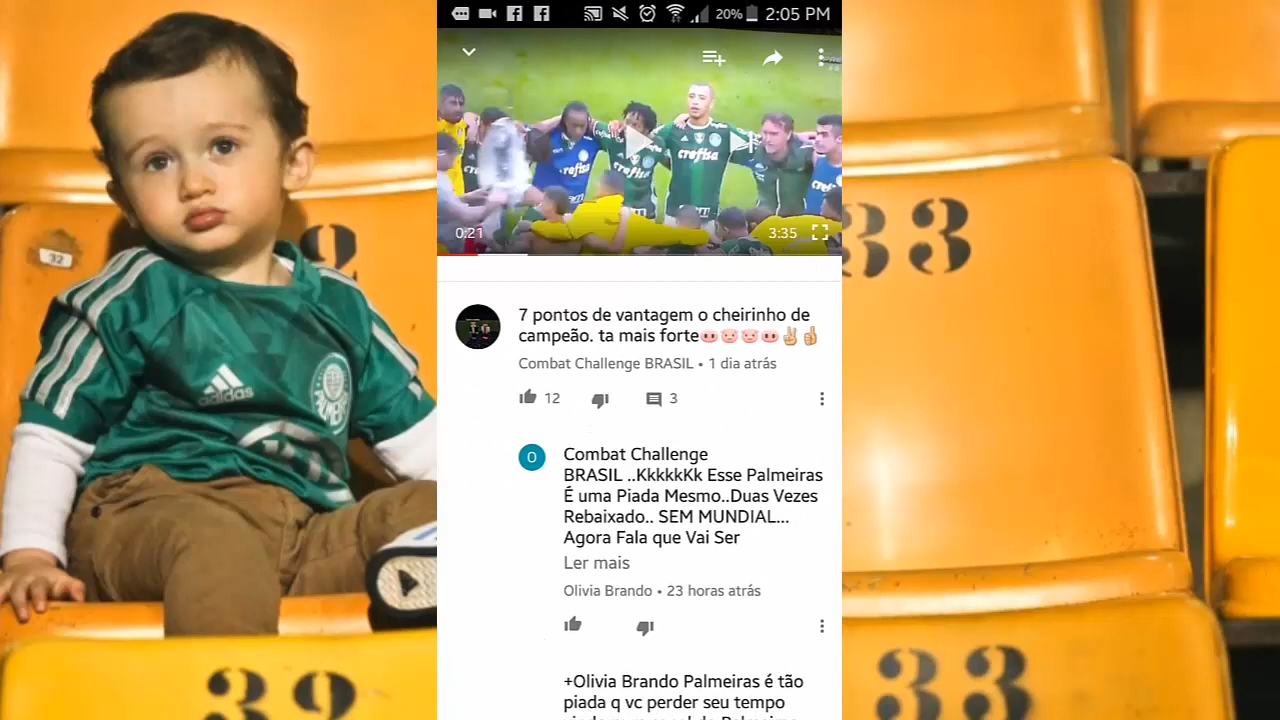 20% 2:05 PM
crefisa
crefisa
0:21
3:35
7 pontos de vantagem o cheirinho de
campeão. ta mais forte🐽🐷🐷🐽✌👍
Combat Challenge BRASIL • 1 dia atrás
12 3
O
Combat Challenge
BRASIL ..KkkkkKk Esse Palmeiras
É uma Piada Mesmo..Duas Vezes
Rebaixado.. SEM MUNDIAL...
Agora Fala que Vai Ser
Ler mais
Olivia Brando • 23 horas atrás
+Olivia Brando Palmeiras é tão
piada q vc perder seu tempo
32
adidas
33
39
33